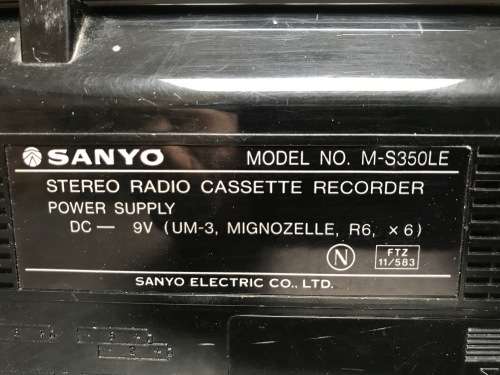 SANYO MODEL NO. M-S350LE
STEREO RADIO CASSETTE RECORDER
POWER SUPPLY
DC — 9V (UM-3, MIGNOZELLE, R6, × 6)
N
FTZ
11/583
SANYO ELECTRIC CO., LTD.